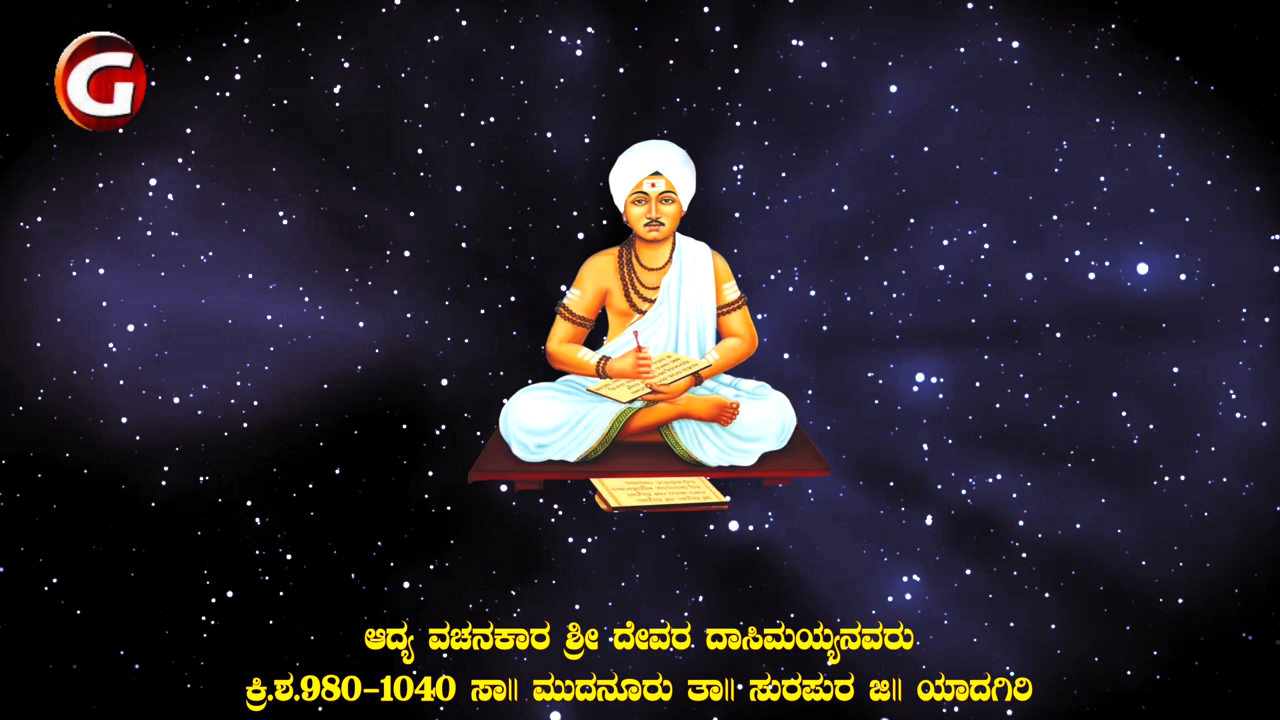 G
ಆದ್ಯ ವಚನಕಾರ ಶ್ರೀ ದೇವರ ದಾಸಿಮಯ್ಯನವರು
ಕ್ರಿ.ಶ.980-1040 ಸಾ॥ ಮುದನೂರು ತಾ॥ ಸುರಪುರ ಜಿ॥ ಯಾದಗಿರಿ